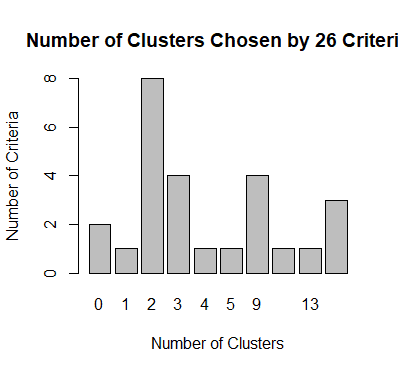 Number of Clusters Chosen by 26 Criteri
Number of Criteria
8
6
4
2
0
0 1 2 3 4 5 9 13
Number of Clusters